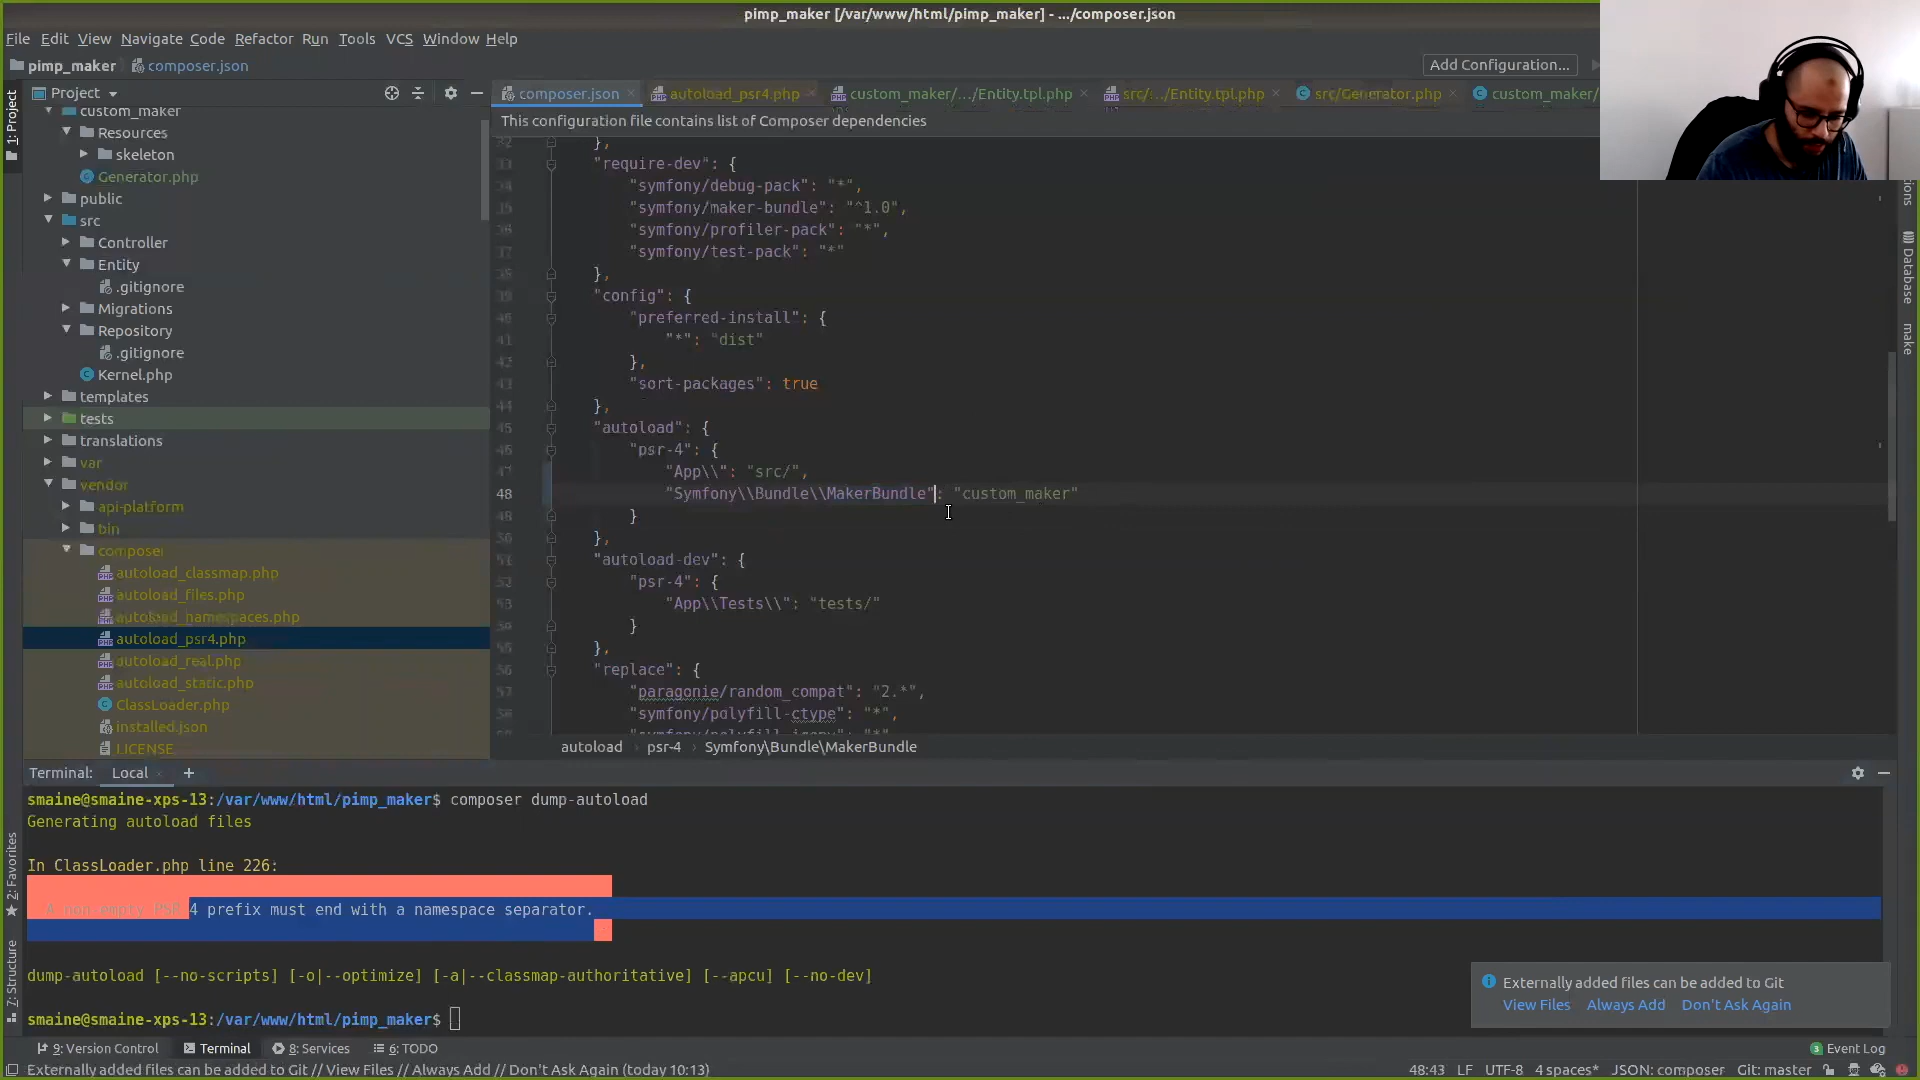 pimp_maker [/var/www/html/pimp_maker] - .../composer.json
File Edit View Navigate Code Refactor Run Tools VCS Window Help
pimp_maker composer.json
Add Configuration...
1: Project
Project
composer.json autoload_psr4.php custom_maker/.../Entity.tpl.php src/.../Entity.tpl.php src/Generator.php custom_maker/
This configuration file contains list of Composer dependencies
custom_maker
Resources
skeleton
Generator.php
public
src
Controller
Entity
.gitignore
Migrations
Repository
.gitignore
Kernel.php
templates
tests
translations
var
vendor
api-platform
bin
composer
autoload_classmap.php
autoload_files.php
autoload_namespaces.php
autoload_psr4.php
autoload_real.php
autoload_static.php
ClassLoader.php
installed.json
LICENSE
},
"require-dev": {
"symfony/debug-pack": "*",
"symfony/maker-bundle": "^1.0",
"symfony/profiler-pack": "*",
"symfony/test-pack": "*"
},
"config": {
"preferred-install": {
"*": "dist"
},
"sort-packages": true
},
"autoload": {
"psr-4": {
"App\\": "src/",
48 "Symfony\\Bundle\\MakerBundle": "custom_maker"
}
},
"autoload-dev": {
"psr-4": {
"App\\Tests\\": "tests/"
}
},
"replace": {
"paragonie/random_compat": "2.*",
"symfony/polyfill-ctype": "*",
autoload psr-4 Symfony\Bundle\MakerBundle
Database
make
Terminal: Local +
smaine@smaine-xps-13:/var/www/html/pimp_maker$ composer dump-autoload
Generating autoload files
In ClassLoader.php line 226:
A non-empty PSR-4 prefix must end with a namespace separator.
dump-autoload [--no-scripts] [-o|--optimize] [-a|--classmap-authoritative] [--apcu] [--no-dev]
smaine@smaine-xps-13:/var/www/html/pimp_maker$
2: Favorites
7: Structure
Externally added files can be added to Git
View Files Always Add Don't Ask Again
9: Version Control Terminal 8: Services 6: TODO
3 Event Log
Externally added files can be added to Git // View Files // Always Add // Don't Ask Again (today 10:13)
48:43 LF UTF-8 4 spaces* JSON: composer Git: master